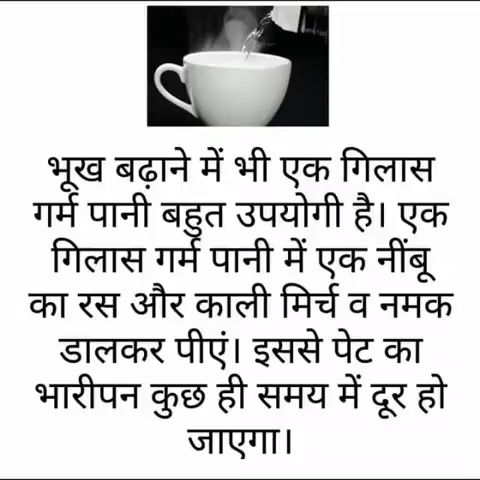 भूख बढ़ाने में भी एक गिलास
गर्म पानी बहुत उपयोगी है। एक
गिलास गर्म पानी में एक नींबू
का रस और काली मिर्च व नमक
डालकर पीएं। इससे पेट का
भारीपन कुछ ही समय में दूर हो
जाएगा।